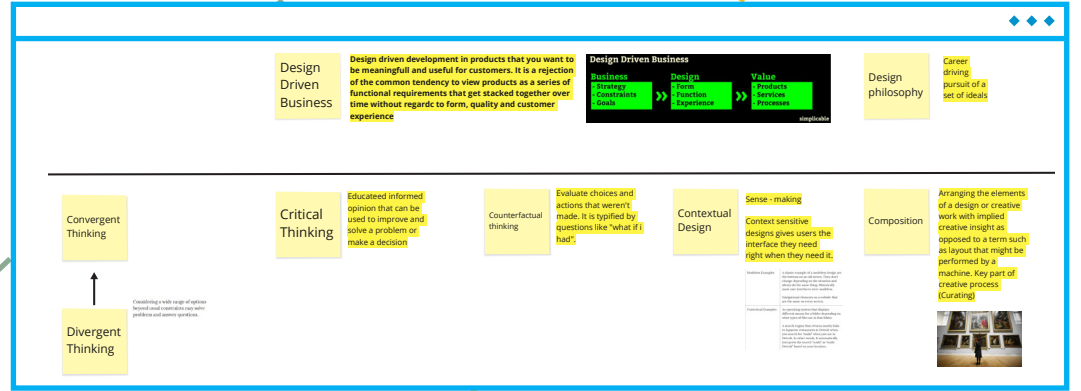 Design
Driven
Business
Design driven development in products that you want to
be meaningfull and useful for customers. It is a rejection
of the common tendency to view products as a series of
functional requirements that get stacked together over
time without regardc to form, quality and customer
experience
Design Driven Business
Business
- Strategy
- Constraints
- Goals
»
Design
- Form
- Function
- Experience
»
Value
- Products
- Services
- Processes
simplicable
Design
philosophy
Career
driving
pursuit of a
set of ideals
Convergent
Thinking
Divergent
Thinking
Considering a wide range of options
beyond usual constraints may solve
problems and answer questions.
Critical
Thinking
Educateed informed
opinion that can be
used to improve and
solve a problem or
make a decision
Counterfactual
thinking
Evaluate choices and
actions that weren't
made. It is typified by
questions like "what if i
had".
Contextual
Design
Sense - making
Context sensitive
designs gives users the
interface they need
right when they need it.
Composition
Arranging the elements
of a design or creative
work with implied
creative insight as
opposed to a term such
as layout that might be
performed by a
machine. Key part of
creative process
(Curating)